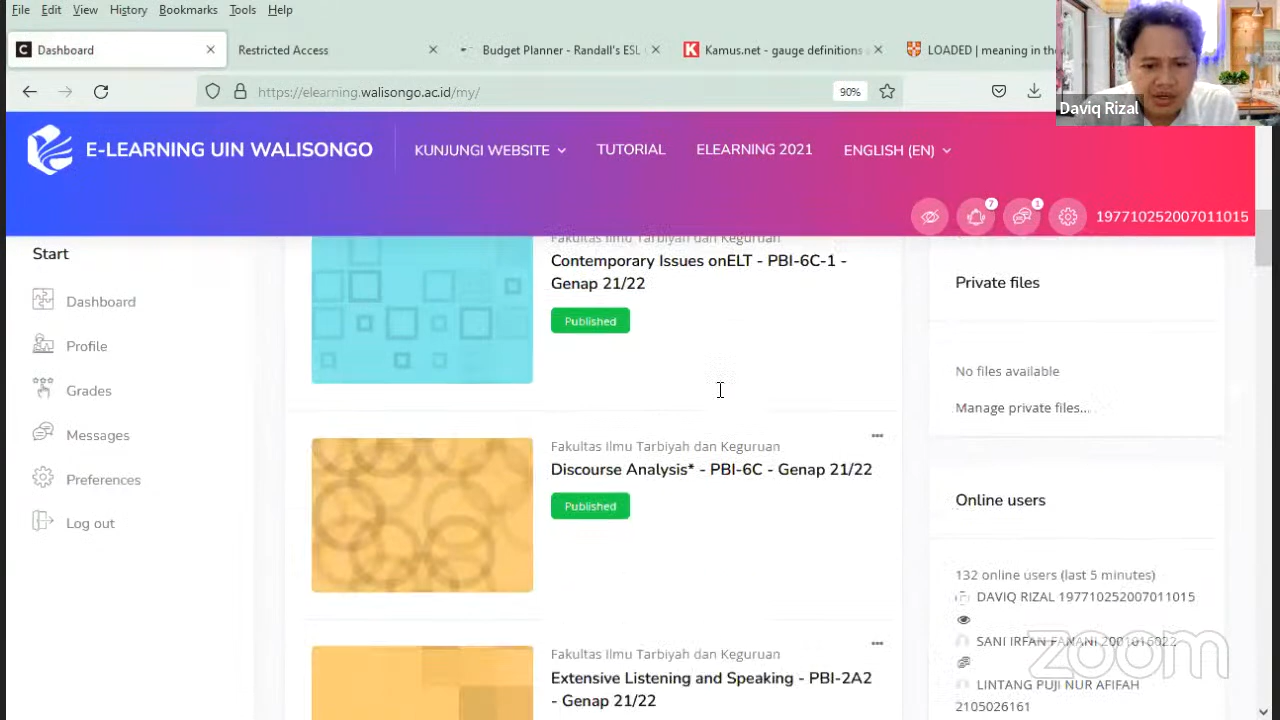 File Edit View History Bookmarks Tools Help
Dashboard
Restricted Access
Budget Planner - Randall's ESL
Kamus.net - gauge definitions
LOADED | meaning in the
https://elearning.walisongo.ac.id/my/
90%
Daviq Rizal
E-LEARNING UIN WALISONGO
KUNJUNGI WEBSITE
TUTORIAL
ELEARNING 2021
ENGLISH (EN)
7
1
197710252007011015
Start
Dashboard
Profile
Grades
Messages
Preferences
Log out
Fakultas Ilmu Tarbiyah dan Keguruan
Contemporary Issues onELT - PBI-6C-1 -
Genap 21/22
Published
Fakultas Ilmu Tarbiyah dan Keguruan
Discourse Analysis* - PBI-6C - Genap 21/22
Published
Fakultas Ilmu Tarbiyah dan Keguruan
Extensive Listening and Speaking - PBI-2A2
- Genap 21/22
Private files
No files available
Manage private files...
Online users
132 online users (last 5 minutes)
DAVIQ RIZAL 197710252007011015
SANI IRFAN FANANI 2001016022
LINTANG PUJI NUR AFIFAH
2105026161
zoom